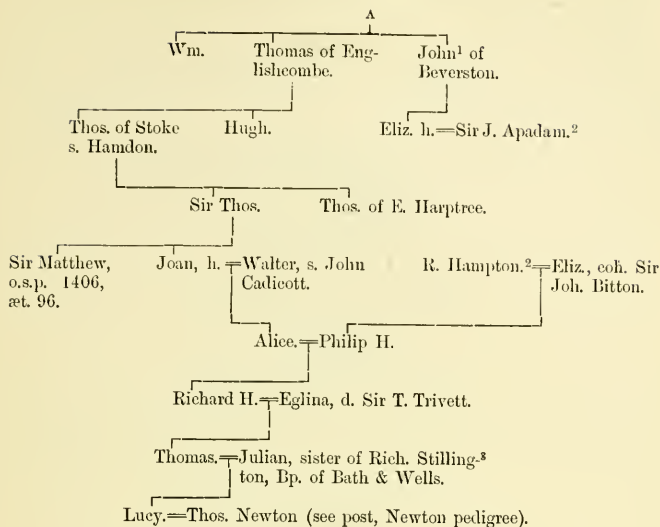 A
Wm. Thomas of Eng- John¹ of
lishcombe. Beverston.
Thos. of Stoke Hugh. Eliz. h.=Sir J. Apadam.²
s. Hamdon.
Sir Thos. Thos. of E. Harptree.
Sir Matthew, Joan, h.=Walter, s. John R. Hampton.²=Eliz., coh. Sir
o.s.p. 1406, Cadicott. Joh. Bitton.
æt. 96.
Alice.=Philip H.
Richard H.=Eglina, d. Sir T. Trivett.
Thomas.=Julian, sister of Rich. Stilling-³
ton, Bp. of Bath & Wells.
Lucy.=Thos. Newton (see post, Newton pedigree).